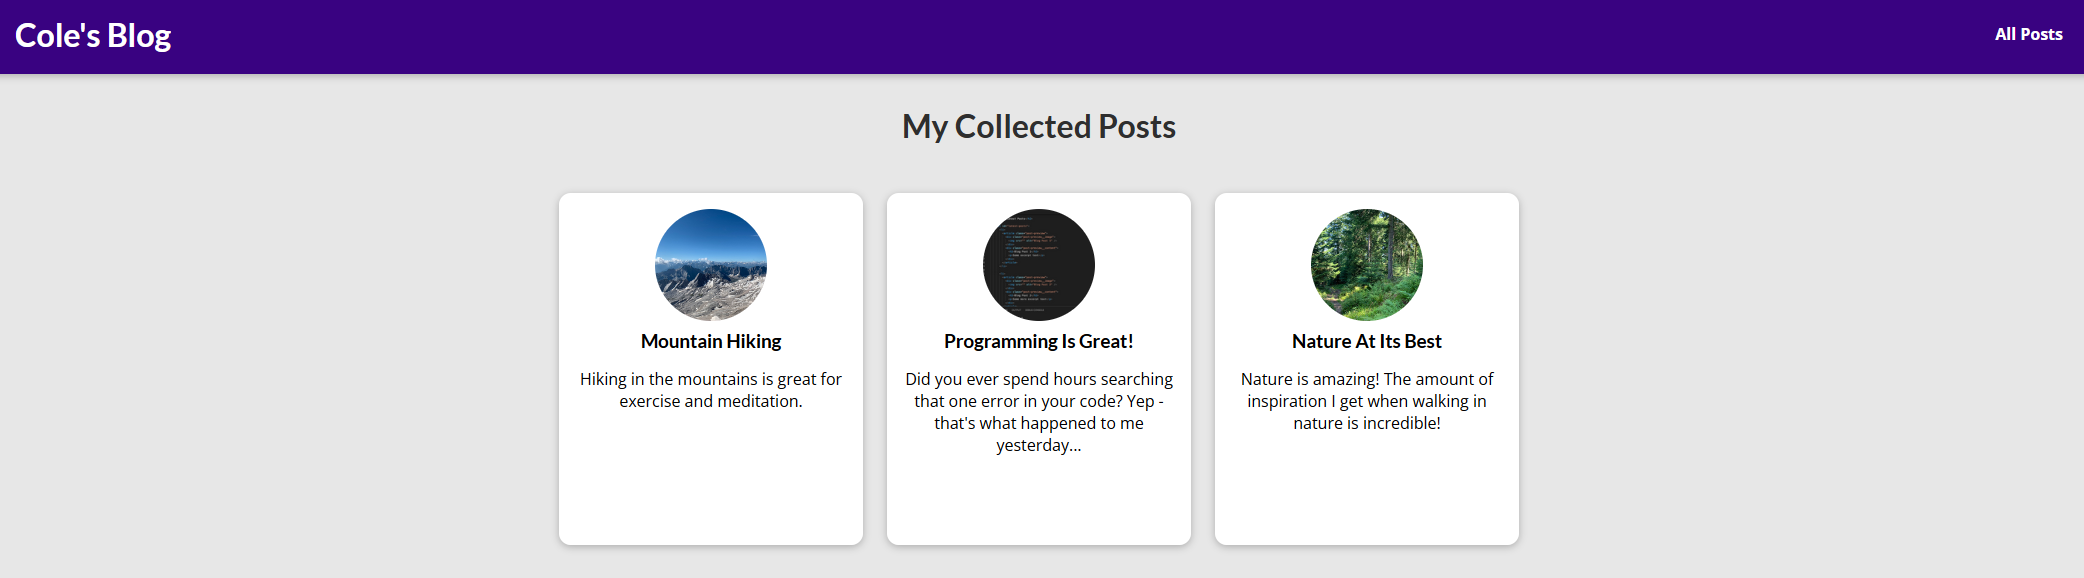 Cole's Blog
All Posts
My Collected Posts
Mountain Hiking
Hiking in the mountains is great for
exercise and meditation.
Programming Is Great!
Did you ever spend hours searching
that one error in your code? Yep -
that's what happened to me
yesterday...
Nature At Its Best
Nature is amazing! The amount of
inspiration I get when walking in
nature is incredible!